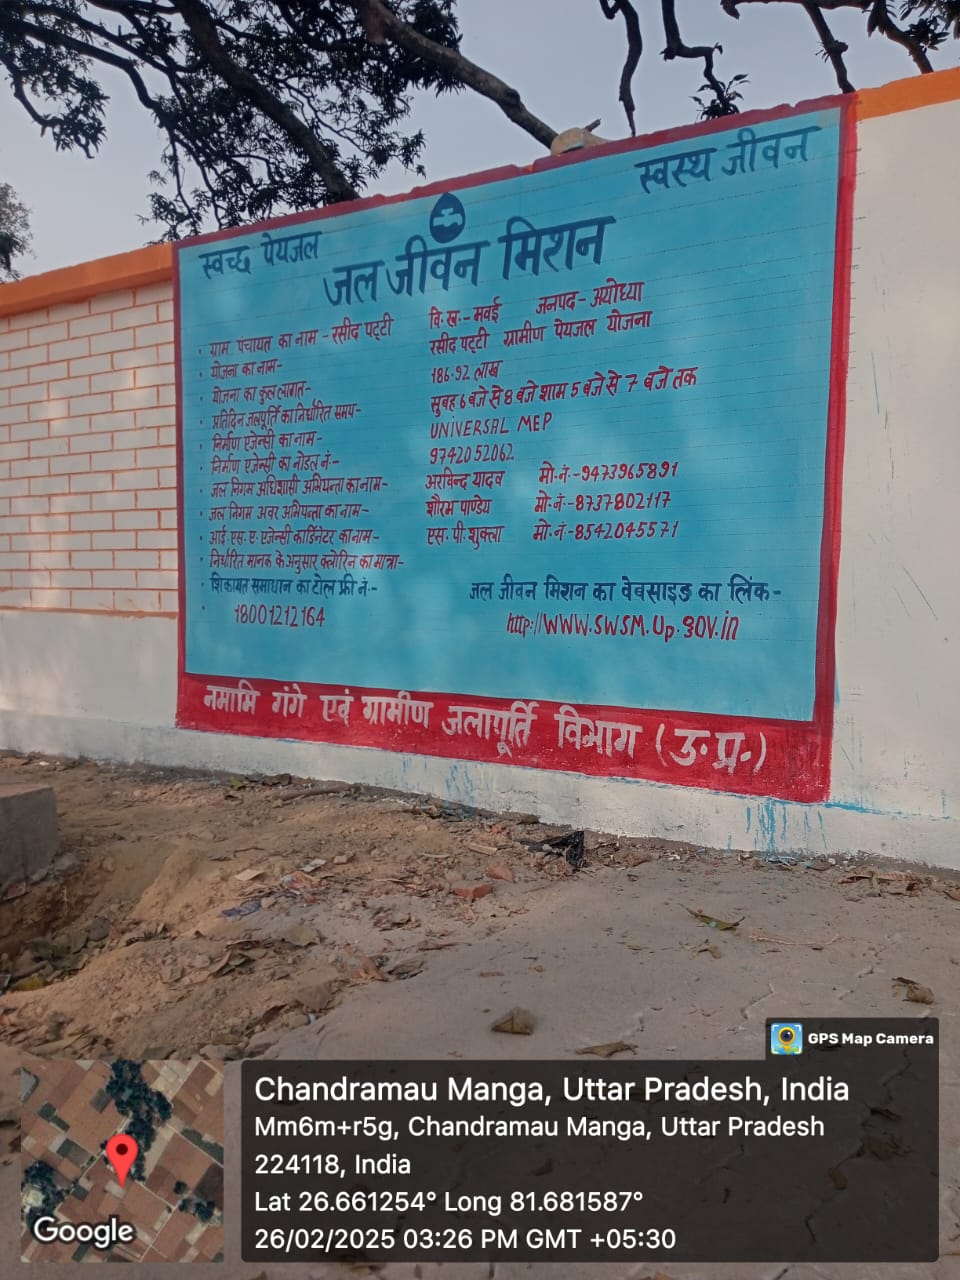 स्वच्छ पेयजल
स्वस्थ जीवन
जल जीवन मिशन
• ग्राम पंचायत का नाम - रसीद पट्टी वि. ख:- मवई जनपद- अयोध्या
• योजना का नाम- रसीद पट्टी ग्रामीण पेयजल योजना
• योजना का कुल लागत- 186.92 लाख
• प्रतिदिन जलपूर्ति का निर्धारित समय- सुबह 6 बजे से 8 बजे शाम 5 बजे से 7 बजे तक
• निर्माण एजेन्सी का नाम- UNIVERSAL MEP
• निर्माण एजेन्सी का नोडल नं:- 9742052062
• जल निगम अधिशासी अभियन्ता का नाम- अरविन्द यादव मो.नं-9473965891
• जल निगम अवर अभियन्ता का नाम- शौरभ पाण्डेय मो.नं-8737802117
• आई.एस.ए. एजेन्सी कार्डिनेटर का नाम- एस.पी.शुक्ला मो.नं-8542045571
• निर्धारित मानक के अनुसार क्लोरिन का मात्रा-
• शिकायत समाधान का टोल फ्री नं.-
18001212164
जल जीवन मिशन का वेबसाइड का लिंक-
http://WWW.SWSM.Up.gov.in
नमामि गंगे एवं ग्रामीण जलापूर्ति विभाग (उ.प्र.)
GPS Map Camera
Chandramau Manga, Uttar Pradesh, India
Mm6m+r5g, Chandramau Manga, Uttar Pradesh
224118, India
Lat 26.661254° Long 81.681587°
26/02/2025 03:26 PM GMT +05:30
Google